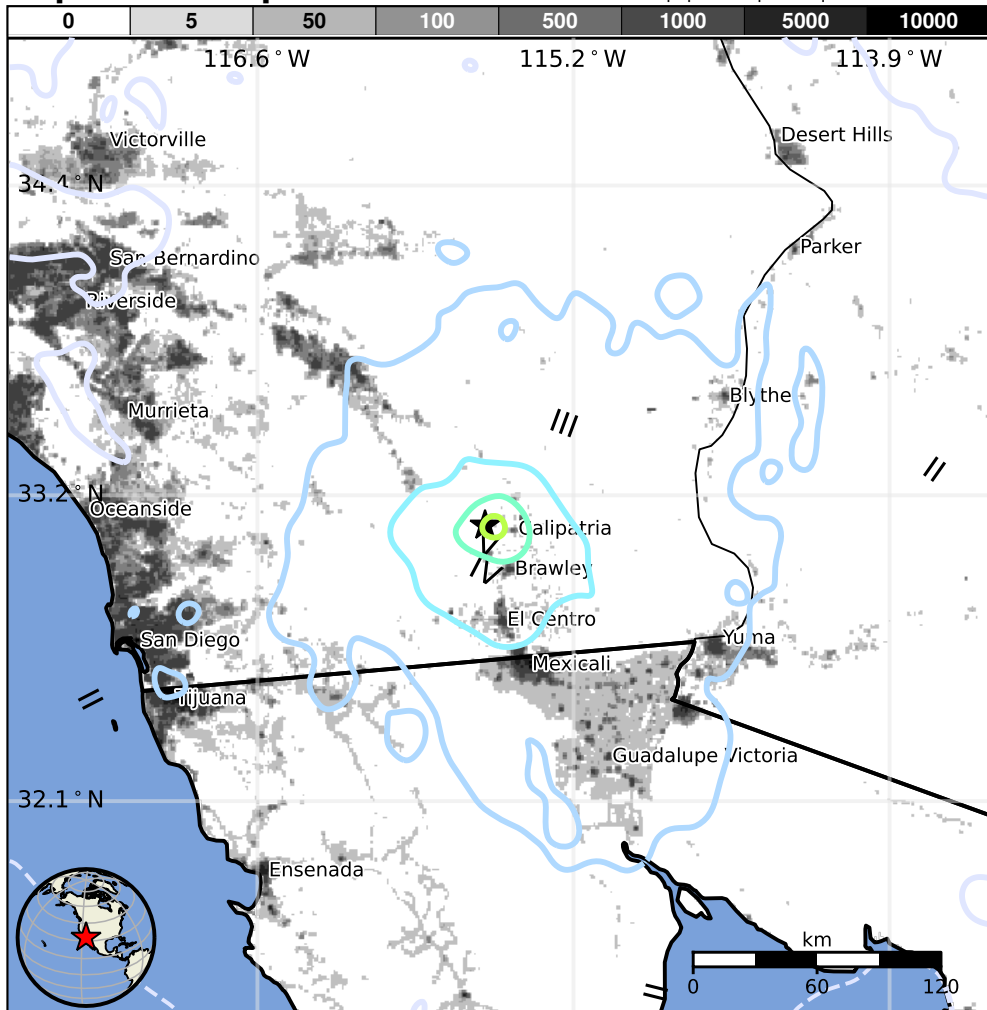 0 5 50 100 500 1000 5000 10000
116.6°W 115.2°W 113.9°W
Desert Hills
Victorville
34.4°N
Parker
San Bernardino
Riverside
Blythe
Murrieta
33.2°N
Oceanside
Calipatria
Brawley
El Centro
Yuma
San Diego
Mexicali
Tijuana
Guadalupe Victoria
32.1°N
Ensenada
km
0 60 120